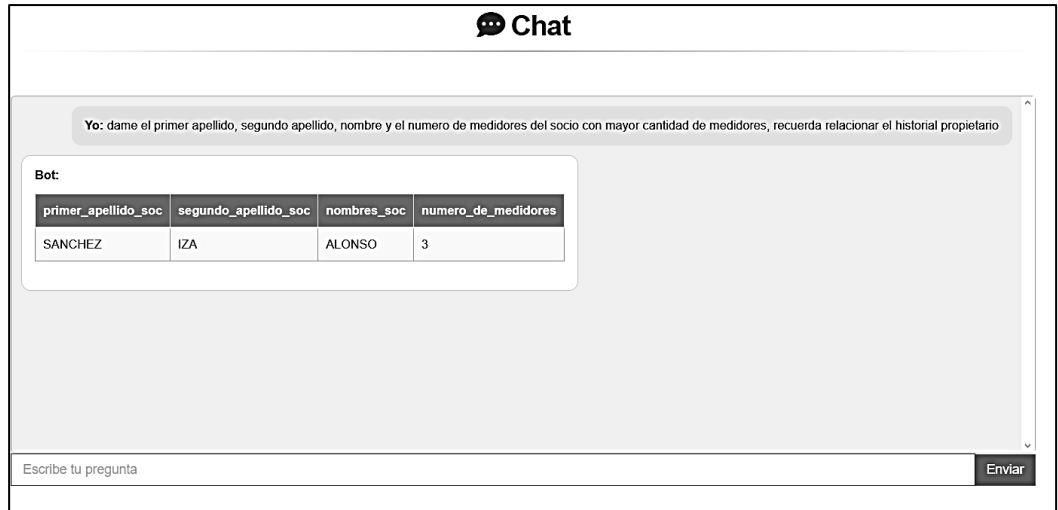 Chat
Yo: dame el primer apellido, segundo apellido, nombre y el numero de medidores del socio con mayor cantidad de medidores, recuerda relacionar el historial propietario
Bot:
primer_apellido_soc segundo_apellido_soc nombres_soc numero_de_medidores
SANCHEZ IZA ALONSO 3
Escribe tu pregunta Enviar